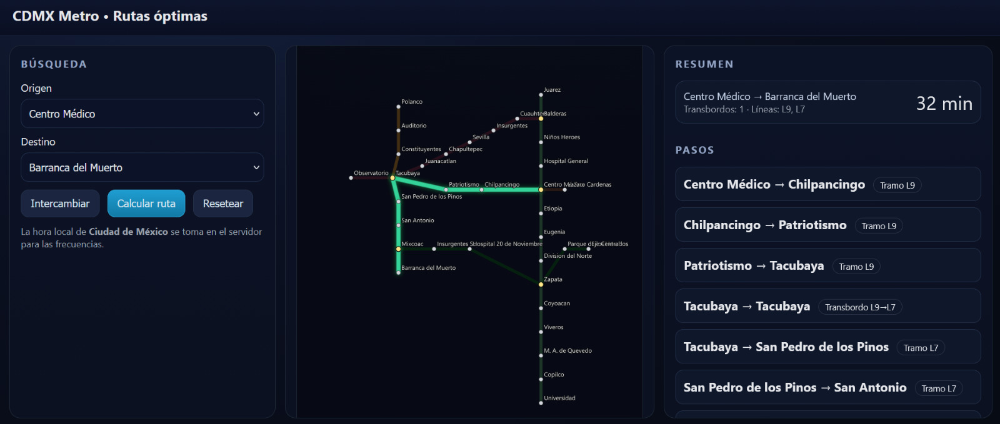 CDMX Metro • Rutas óptimas
BÚSQUEDA
Origen
Centro Médico
Destino
Barranca del Muerto
Intercambiar
Calcular ruta
Resetear
La hora local de Ciudad de México se toma en el servidor
para las frecuencias.
Juarez
Polanco
Balderas
Auditorio
Insurgentes
Sevilla
Niños Heroes
Constituyentes
Chapultepec
Juanacatlan
Hospital General
Observatorio
Tacubaya
Patriotismo
Chilpancingo
Centro
Cardenas
San Pedro de los Pinos
Etiopia
San Antonio
Eugenia
Mixcoac
Insurgentes
Hospital 20 de Noviembre
Parque
Division del Norte
Barranca del Muerto
Zapata
Coyoacan
Viveros
M. A. de Quevedo
Copilco
Universidad
RESUMEN
Centro Médico → Barranca del Muerto
Transbordos: 1 · Líneas: L9, L7
32 min
PASOS
Centro Médico → Chilpancingo Tramo L9
Chilpancingo → Patriotismo Tramo L9
Patriotismo → Tacubaya Tramo L9
Tacubaya → Tacubaya Transbordo L9→L7
Tacubaya → San Pedro de los Pinos Tramo L7
San Pedro de los Pinos → San Antonio Tramo L7